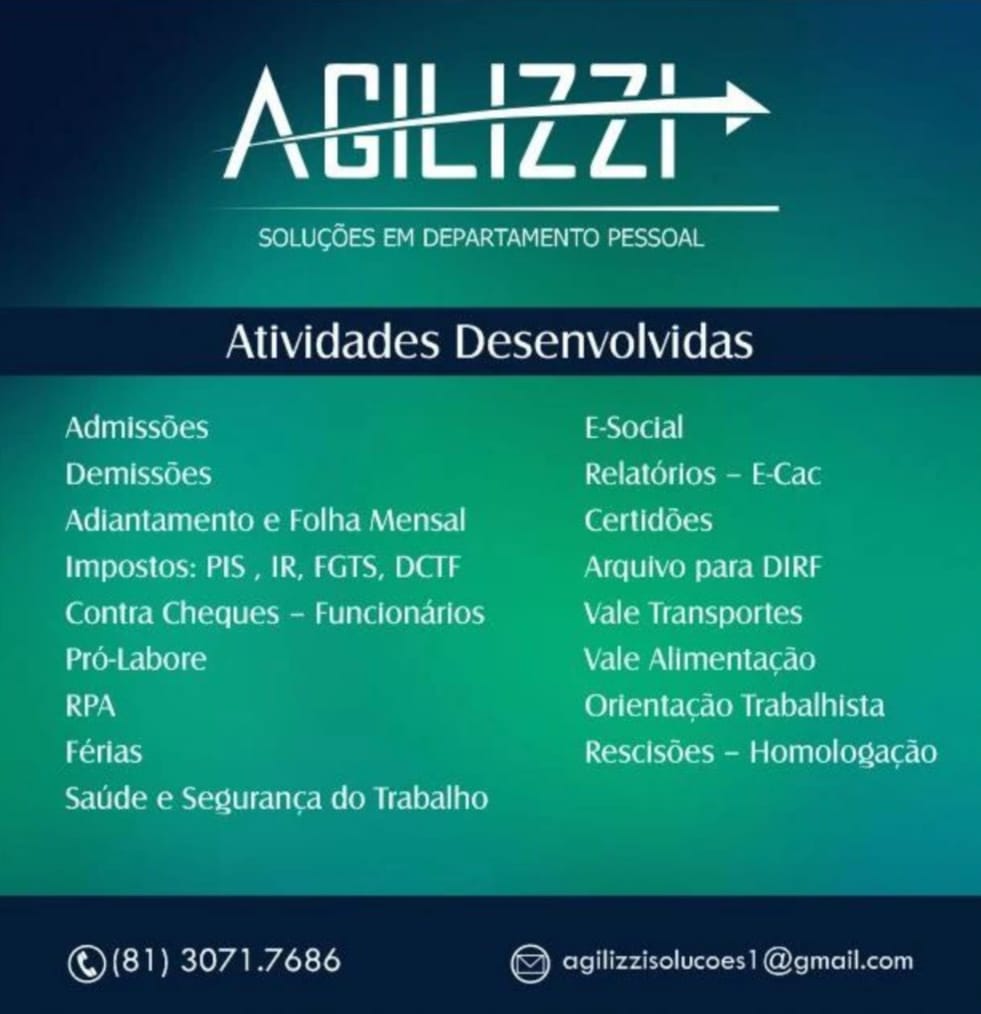 AGILIZZI
SOLUÇÕES EM DEPARTAMENTO PESSOAL
Atividades Desenvolvidas
Admissões
Demissões
Adiantamento e Folha Mensal
Impostos: PIS , IR, FGTS, DCTF
Contra Cheques – Funcionários
Pró-Labore
RPA
Férias
Saúde e Segurança do Trabalho
E-Social
Relatórios – E-Cac
Certidões
Arquivo para DIRF
Vale Transportes
Vale Alimentação
Orientação Trabalhista
Rescisões – Homologação
(81) 3071.7686
agilizzisolucoes1@gmail.com